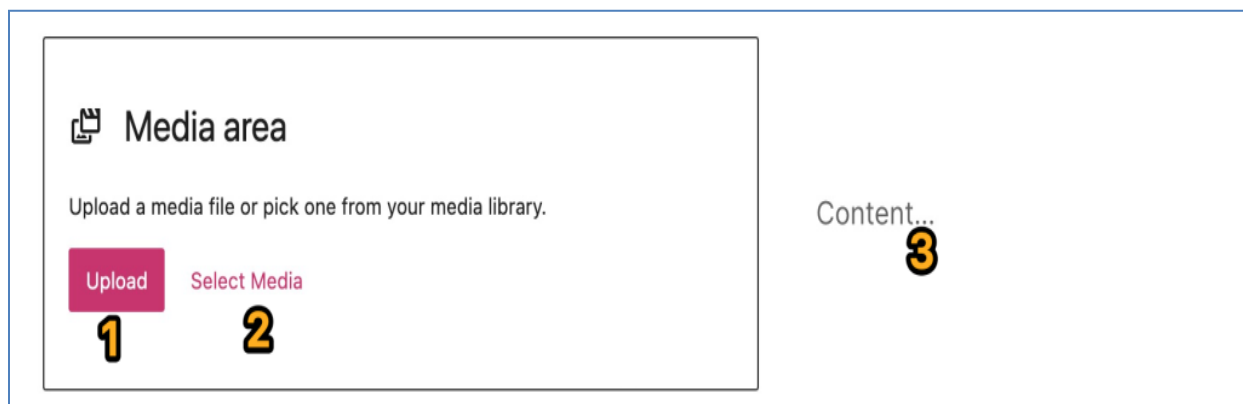 Media area
Upload a media file or pick one from your media library.
Upload Select Media
1 2
Content...
3